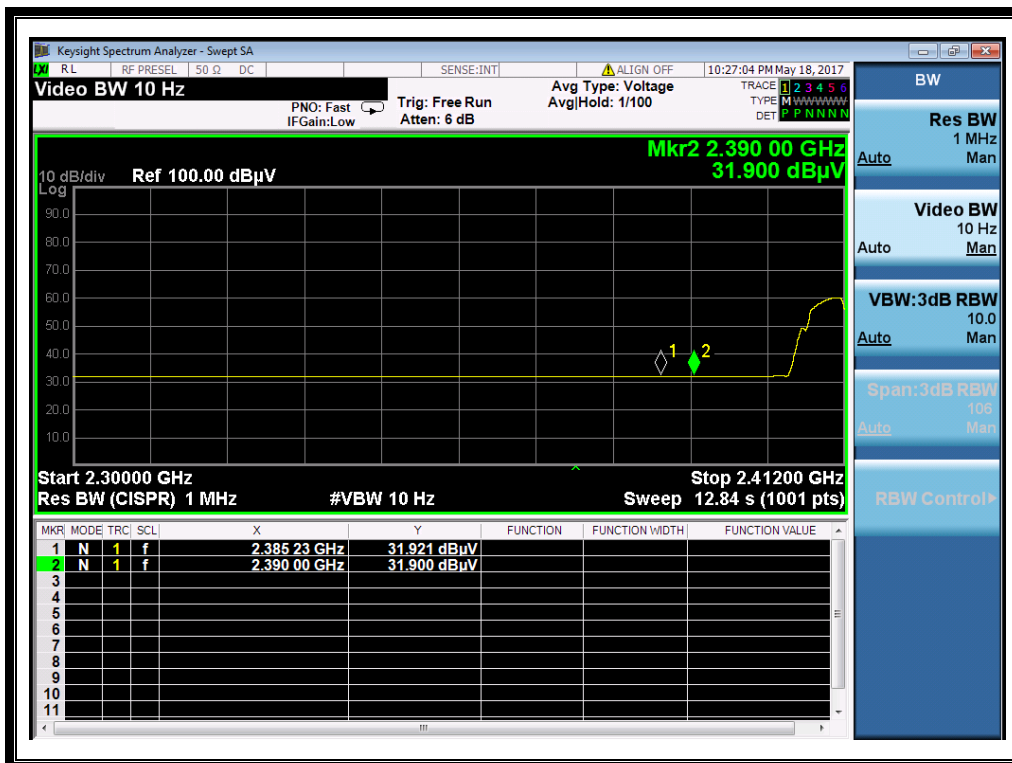 Keysight Spectrum Analyzer - Swept SA
LXI RL RF PRESEL 50 Ω DC SENSE:INT ALIGN OFF 10:27:04 PM May 18, 2017
Video BW 10 Hz
PNO: Fast
IFGain:Low
Trig: Free Run
Atten: 6 dB
Avg Type: Voltage
Avg|Hold: 1/100
TRACE 1 2 3 4 5 6
TYPE M WWWWW
DET P P N N N N
Mkr2 2.390 00 GHz
31.900 dBµV
10 dB/div Ref 100.00 dBµV
Log
90.0
80.0
70.0
60.0
50.0
40.0
30.0
20.0
10.0
1
2
Start 2.30000 GHz Stop 2.41200 GHz
Res BW (CISPR) 1 MHz #VBW 10 Hz Sweep 12.84 s (1001 pts)
MKR MODE TRC SCL X Y FUNCTION FUNCTION WIDTH FUNCTION VALUE
1 N 1 f 2.385 23 GHz 31.921 dBµV
2 N 1 f 2.390 00 GHz 31.900 dBµV
3
4
5
6
7
8
9
10
11
BW
Res BW
1 MHz
Auto Man
Video BW
10 Hz
Auto Man
VBW:3dB RBW
10.0
Auto Man
Span:3dB RBW
106
Auto Man
RBW Control